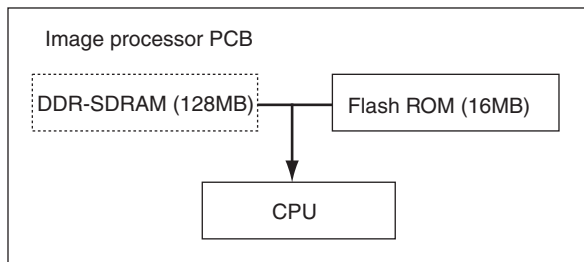 Image processor PCB
DDR-SDRAM (128MB)
Flash ROM (16MB)
CPU